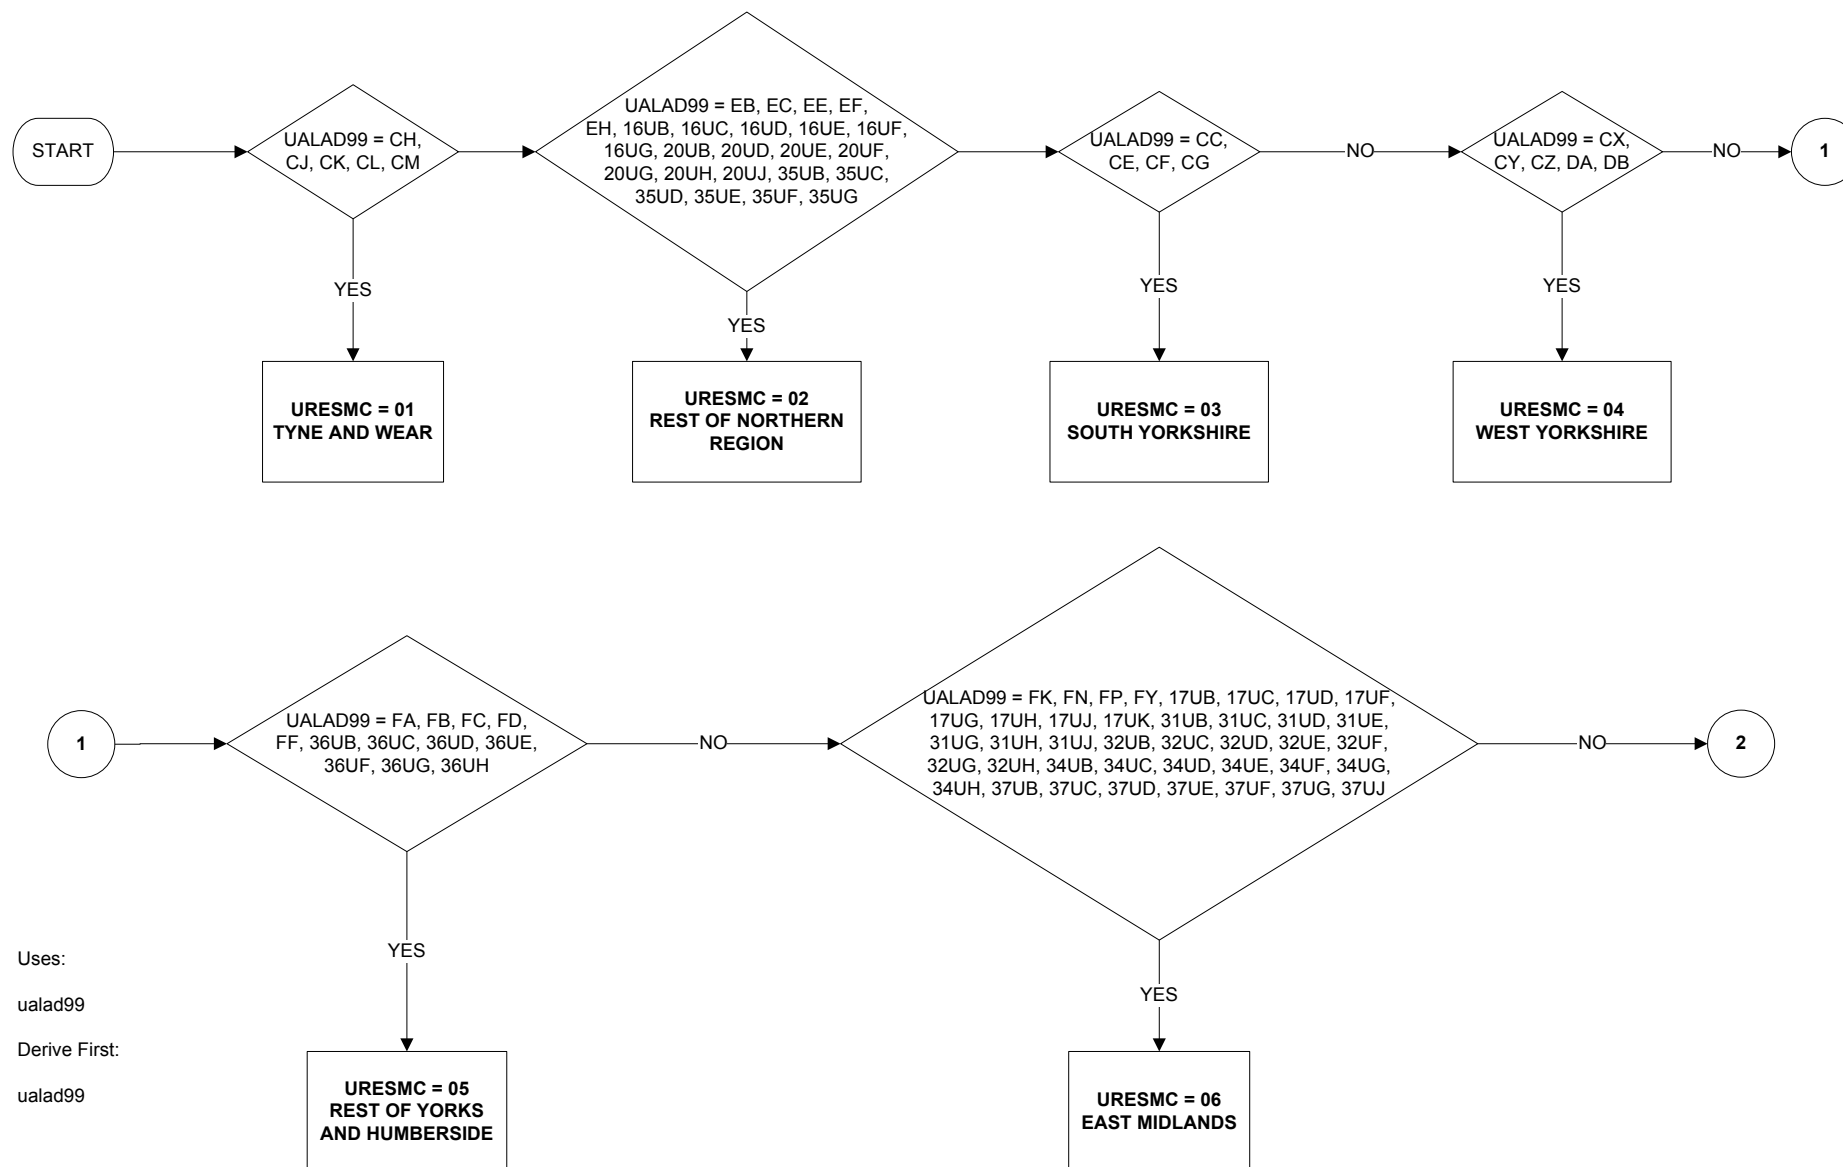 START
UALAD99 = CH,
CJ, CK, CL, CM
UALAD99 = EB, EC, EE, EF,
EH, 16UB, 16UC, 16UD, 16UE, 16UF,
16UG, 20UB, 20UD, 20UE, 20UF,
20UG, 20UH, 20UJ, 35UB, 35UC,
35UD, 35UE, 35UF, 35UG
UALAD99 = CC,
CE, CF, CG
NO
UALAD99 = CX,
CY, CZ, DA, DB
NO
1
YES
YES
YES
YES
URESMC = 01
TYNE AND WEAR
URESMC = 02
REST OF NORTHERN
REGION
URESMC = 03
SOUTH YORKSHIRE
URESMC = 04
WEST YORKSHIRE
1
UALAD99 = FA, FB, FC, FD,
FF, 36UB, 36UC, 36UD, 36UE,
36UF, 36UG, 36UH
NO
UALAD99 = FK, FN, FP, FY, 17UB, 17UC, 17UD, 17UF,
17UG, 17UH, 17UJ, 17UK, 31UB, 31UC, 31UD, 31UE,
31UG, 31UH, 31UJ, 32UB, 32UC, 32UD, 32UE, 32UF,
32UG, 32UH, 34UB, 34UC, 34UD, 34UE, 34UF, 34UG,
34UH, 37UB, 37UC, 37UD, 37UE, 37UF, 37UG, 37UJ
NO
2
YES
YES
Uses:
ualad99
Derive First:
ualad99
URESMC = 05
REST OF YORKS
AND HUMBERSIDE
URESMC = 06
EAST MIDLANDS